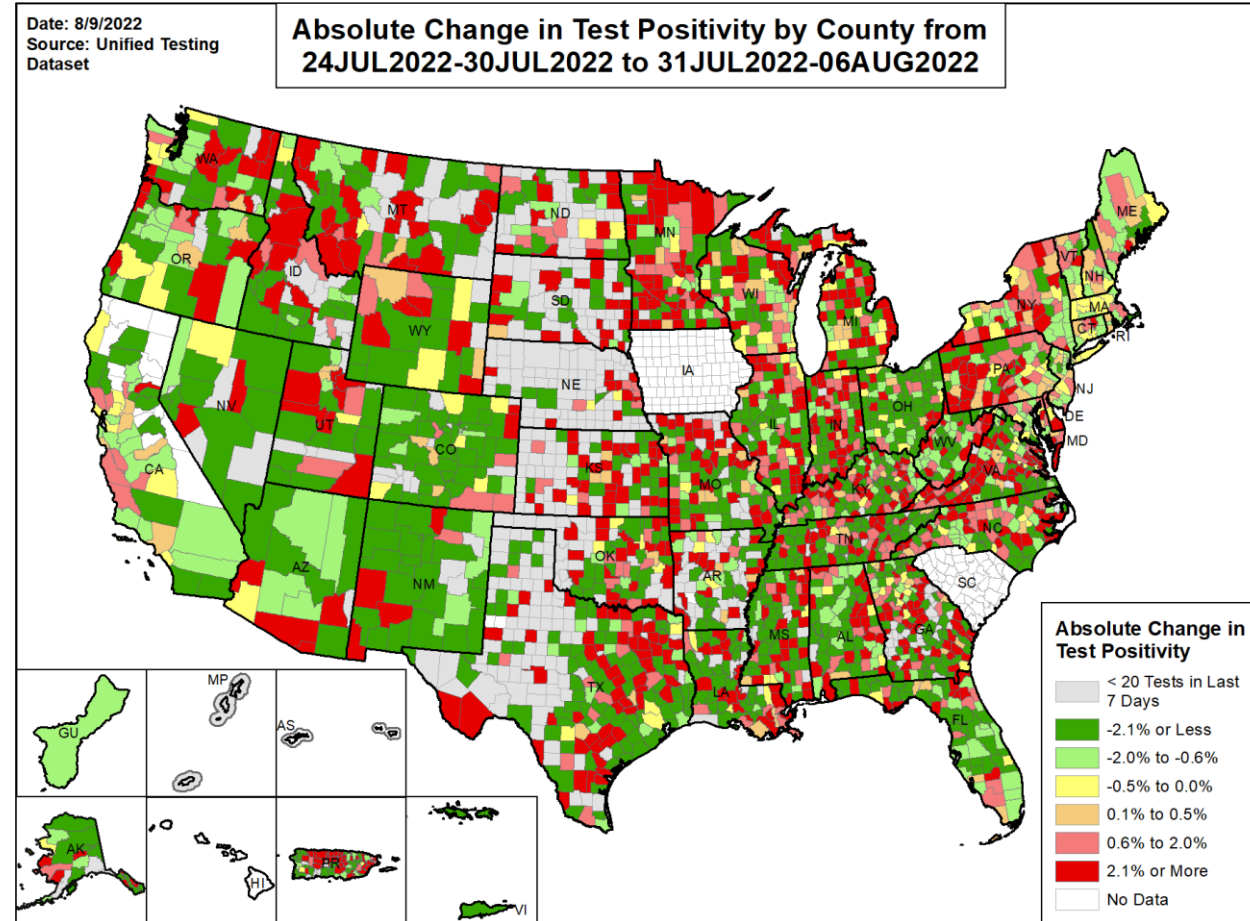 Date: 8/9/2022
Source: Unified Testing
Dataset
Absolute Change in Test Positivity by County from
24JUL2022-30JUL2022 to 31JUL2022-06AUG2022
WA
MT
ND
MN
ME
OR
ID
SD
WI
VT
NH
NY
MA
WY
MI
CT
RI
IA
NE
PA
NJ
NV
UT
OH
DE
IL
IN
CO
WV
MD
CA
KS
MO
VA
KY
NC
TN
AZ
NM
OK
AR
SC
MS
AL
GA
TX
LA
FL
GU
MP
AS
AK
HI
PR
VI
Absolute Change in
Test Positivity
< 20 Tests in Last
7 Days
-2.1% or Less
-2.0% to -0.6%
-0.5% to 0.0%
0.1% to 0.5%
0.6% to 2.0%
2.1% or More
No Data